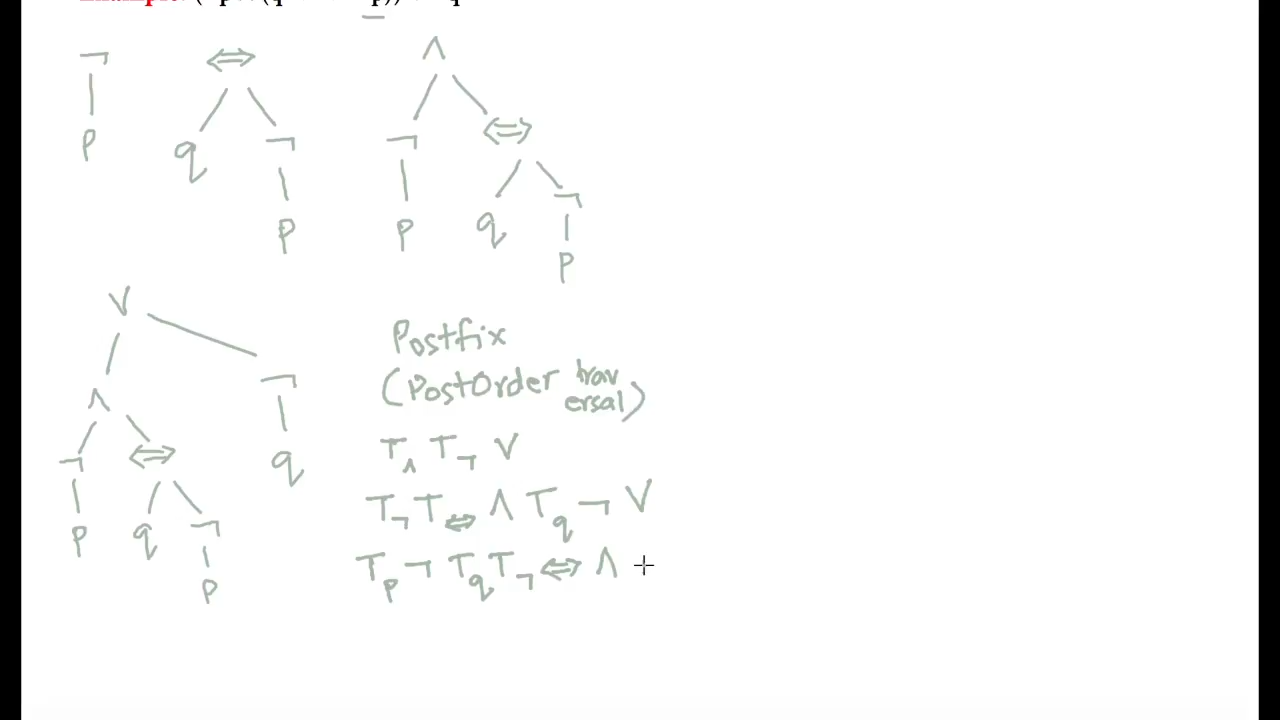 ¬ ⇔ ∧
p q ¬ ¬ ⇔
p p q ¬
p
∨
∧ ¬
¬ ⇔ q
p q ¬
p
Postfix
(PostOrder traversal)
T∧ T¬ ∨
T¬ T⇔ ∧ Tq ¬ ∨
Tp ¬ Tq T¬ ⇔ ∧